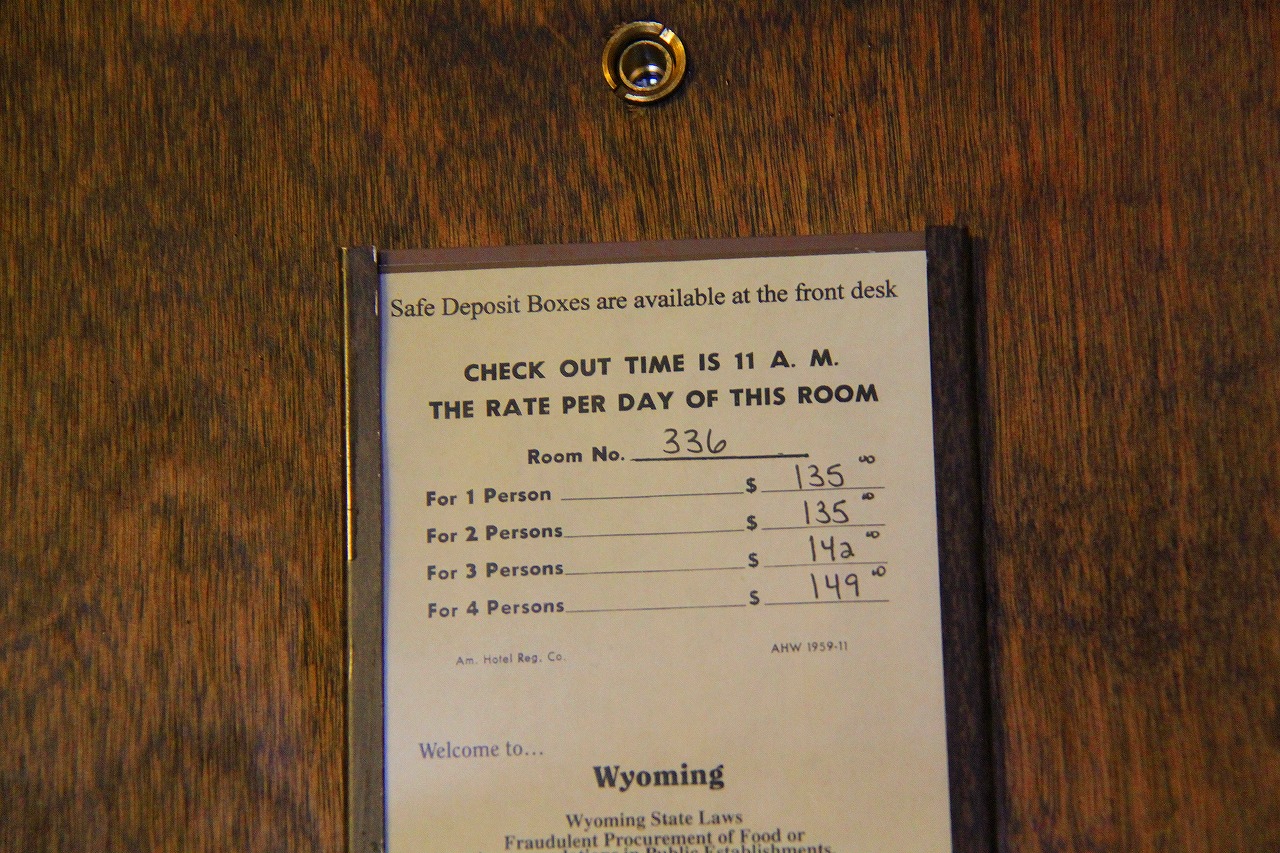 Safe Deposit Boxes are available at the front desk
CHECK OUT TIME IS 11 A. M.
THE RATE PER DAY OF THIS ROOM
Room No. 336
For 1 Person $ 135 00
For 2 Persons $ 135 00
For 3 Persons $ 142 00
For 4 Persons $ 149 00
Am. Hotel Reg. Co. AHW 1959-11
Welcome to...
Wyoming
Wyoming State Laws
Fraudulent Procurement of Food or
in Public Establishments